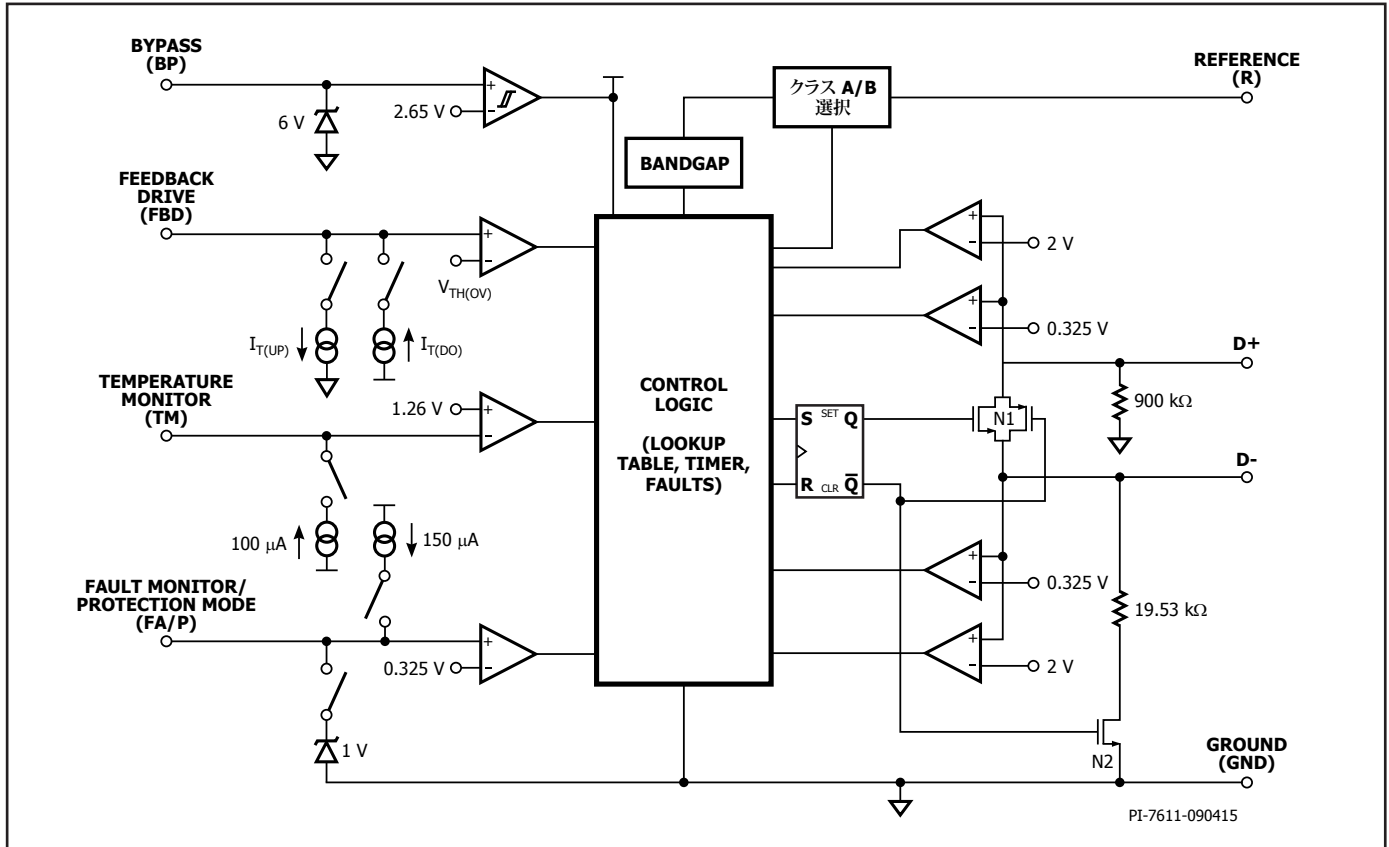 BYPASS
(BP)
6 V
2.65 V
+
-
クラス A/B
選択
REFERENCE
(R)
BANDGAP
FEEDBACK
DRIVE
(FBD)
+
-
VTH(OV)
IT(UP)
IT(DO)
+
-
2 V
+
-
0.325 V
D+
900 kΩ
TEMPERATURE
MONITOR
(TM)
1.26 V
+
-
100 µA
150 µA
CONTROL
LOGIC
(LOOKUP
TABLE, TIMER,
FAULTS)
S SET Q
R CLR Q̅
N1
D-
+
-
0.325 V
19.53 kΩ
+
-
2 V
FAULT MONITOR/
PROTECTION MODE
(FA/P)
0.325 V
+
-
1 V
N2
GROUND
(GND)
PI-7611-090415